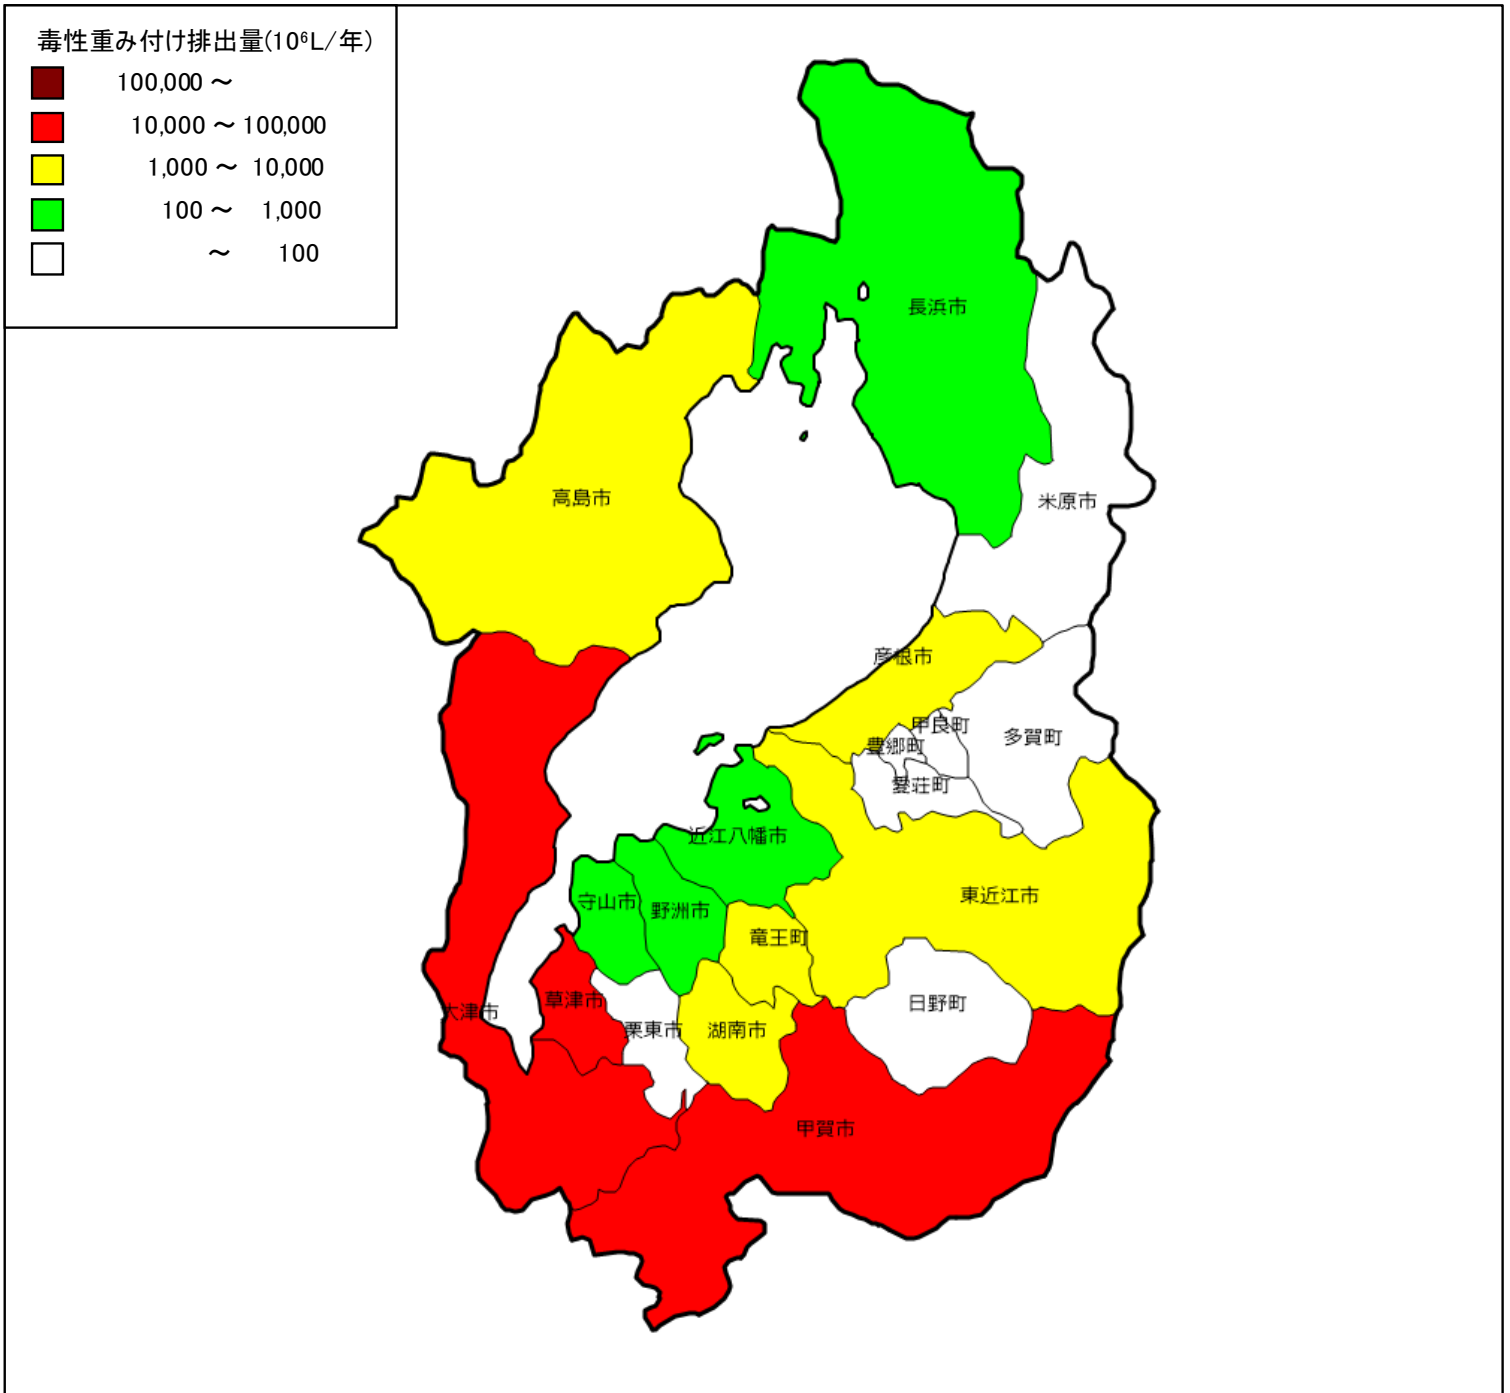 毒性重み付け排出量(10⁶L/年)
100,000 ～
10,000 ～ 100,000
1,000 ～ 10,000
100 ～ 1,000
～ 100
長浜市
高島市
米原市
彦根市
甲良町
多賀町
豊郷町
愛荘町
近江八幡市
東近江市
守山市
野洲市
竜王町
草津市
日野町
大津市
栗東市
湖南市
甲賀市